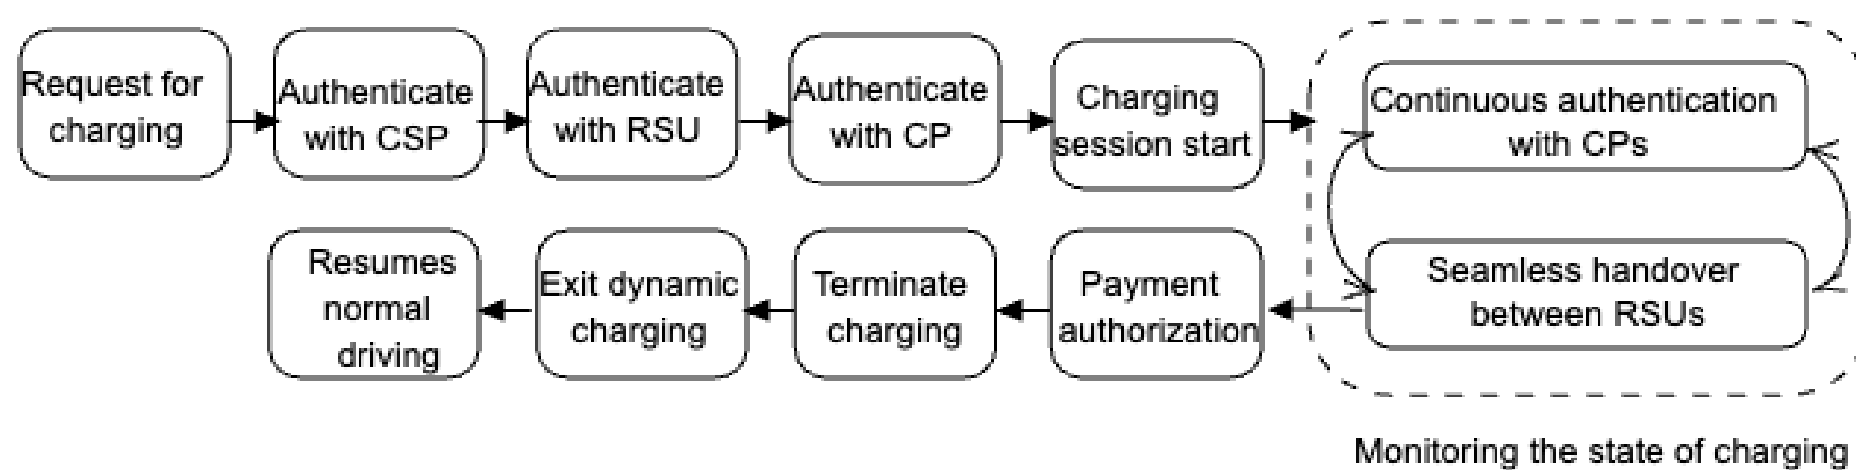 Request for
charging
Authenticate
with CSP
Authenticate
with RSU
Authenticate
with CP
Charging
session start
Continuous authentication
with CPs
Seamless handover
between RSUs
Payment
authorization
Terminate
charging
Exit dynamic
charging
Resumes
normal
driving
Monitoring the state of charging